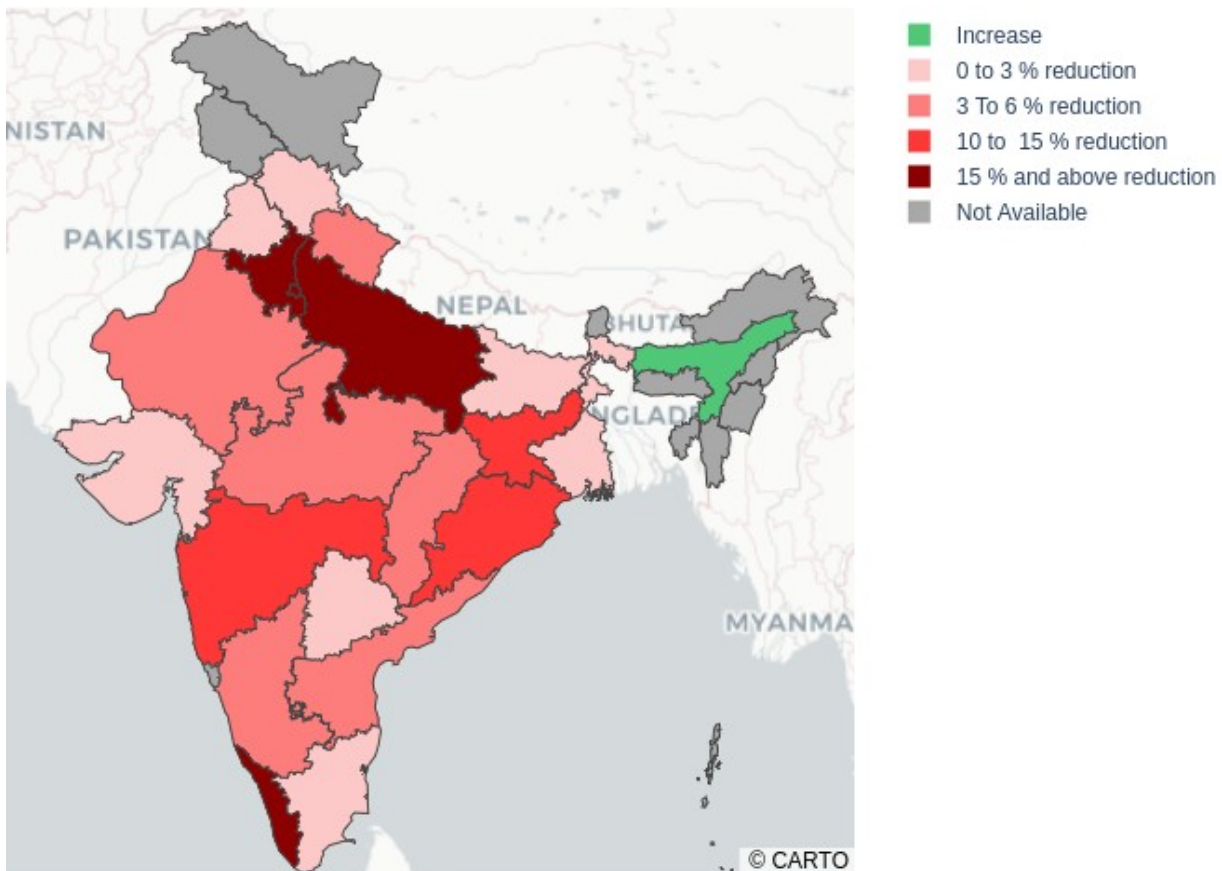 Increase
0 to 3 % reduction
3 To 6 % reduction
10 to  15 % reduction
15 % and above reduction
Not Available
NISTAN
PAKISTAN
NEPAL
BHUTA
NGLADE
MYANMA
© CARTO